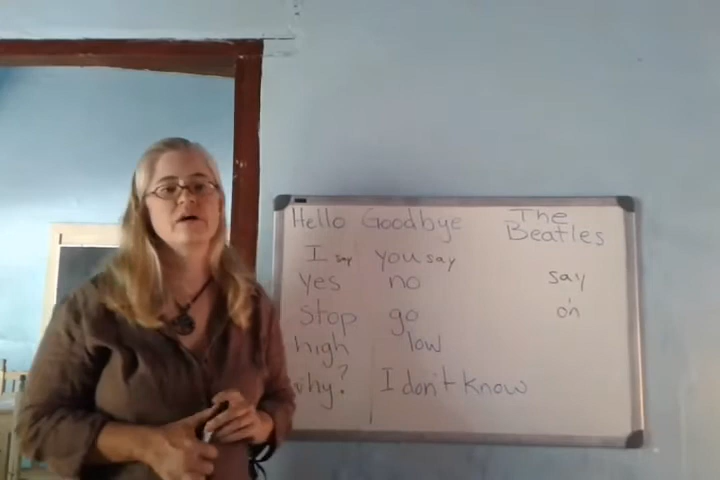 Hello Goodbye The Beatles
I say you say
yes no say
stop go on
high low
why? I don't know